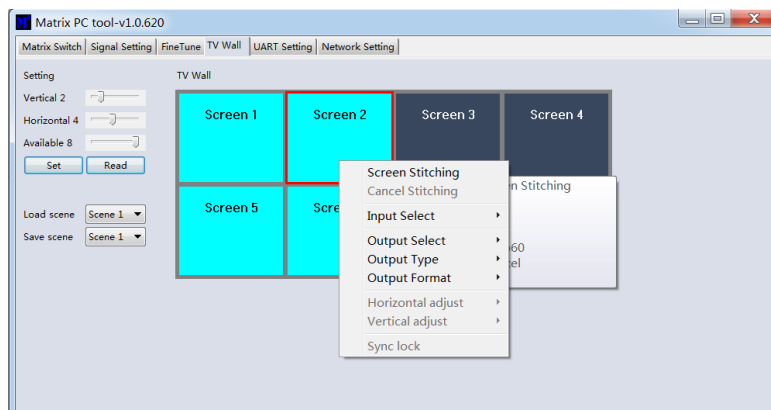 Matrix PC tool-v1.0.620
Matrix Switch Signal Setting FineTune TV Wall UART Setting Network Setting
Setting
TV Wall
Vertical 2
Horizontal 4
Available 8
Set Read
Load scene Scene 1
Save scene Scene 1
Screen 1 Screen 2 Screen 3 Screen 4
Screen 5
Screen Stitching
Cancel Stitching
Input Select
Output Select
Output Type
Output Format
Horizontal adjust
Vertical adjust
Sync lock
Stitching